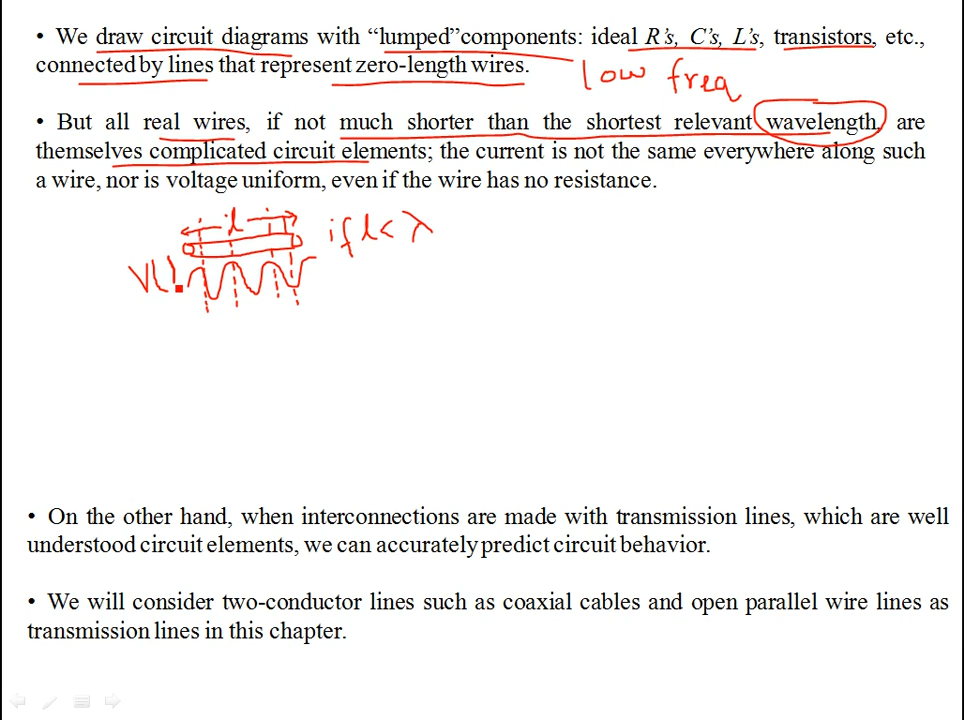 • We draw circuit diagrams with “lumped”components: ideal R’s, C’s, L’s, transistors, etc.,
connected by lines that represent zero-length wires.
low freq
• But all real wires, if not much shorter than the shortest relevant wavelength, are
themselves complicated circuit elements; the current is not the same everywhere along such
a wire, nor is voltage uniform, even if the wire has no resistance.
l
if l < λ
V(
• On the other hand, when interconnections are made with transmission lines, which are well
understood circuit elements, we can accurately predict circuit behavior.
• We will consider two-conductor lines such as coaxial cables and open parallel wire lines as
transmission lines in this chapter.